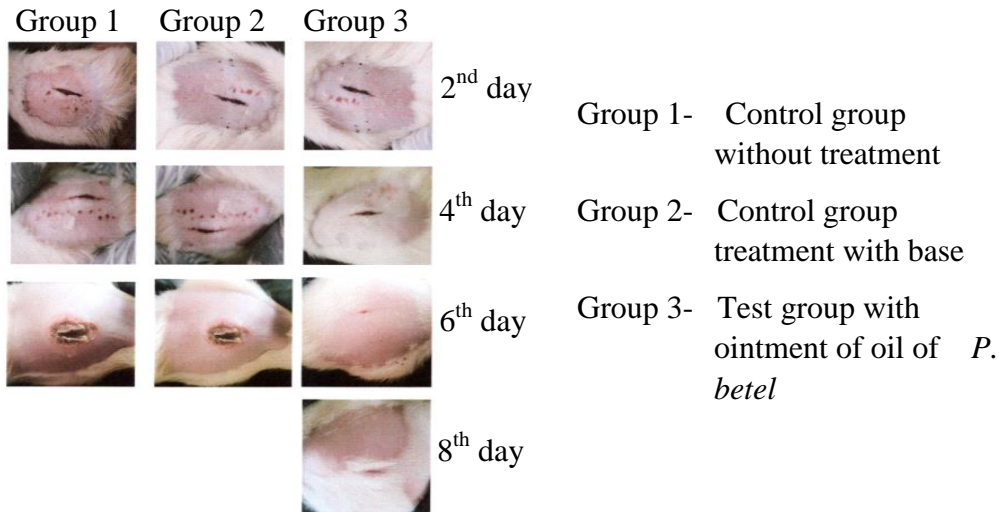 Group 1 Group 2 Group 3
2nd day
4th day
6th day
8th day
Group 1- Control group
without treatment
Group 2- Control group
treatment with base
Group 3- Test group with
ointment of oil of P.
betel